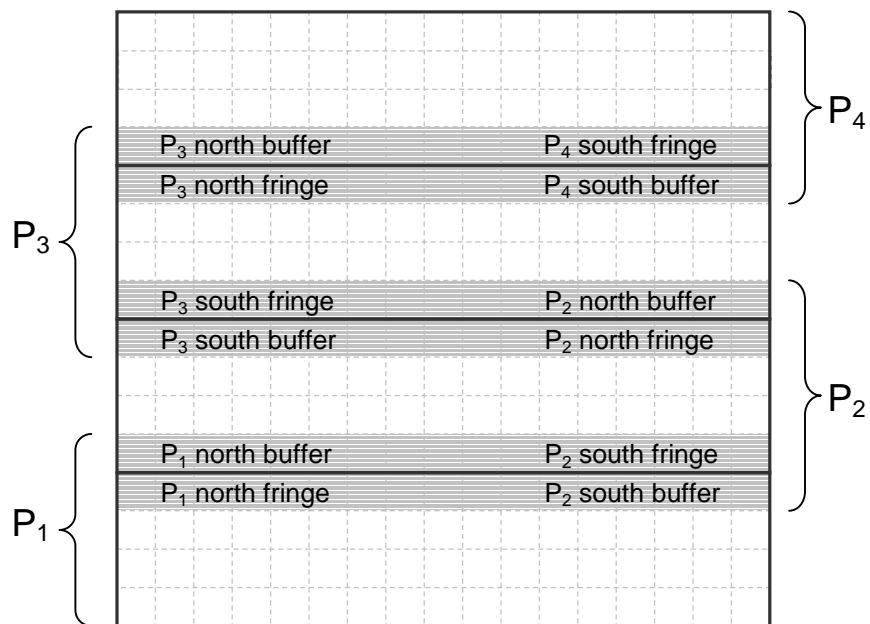 P₄
P₃ north buffer P₄ south fringe
P₃ north fringe P₄ south buffer
P₃
P₃ south fringe P₂ north buffer
P₃ south buffer P₂ north fringe
P₂
P₁ north buffer P₂ south fringe
P₁ north fringe P₂ south buffer
P₁